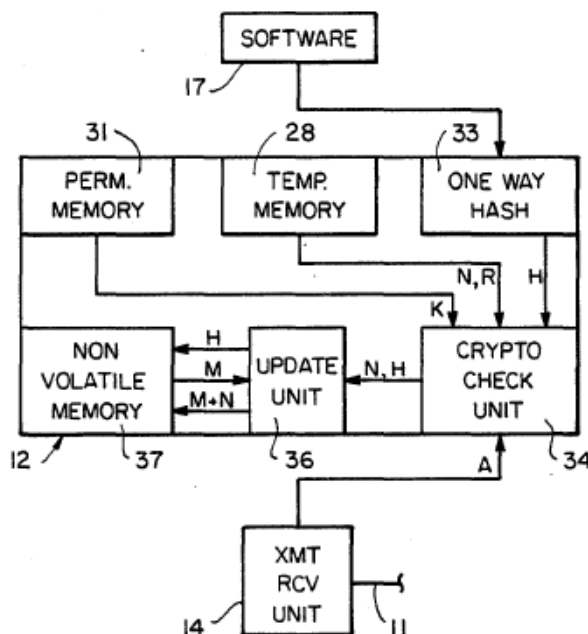 SOFTWARE
17
31
28
33
PERM.
MEMORY
TEMP.
MEMORY
ONE WAY
HASH
N,R
H
K
NON
VOLATILE
MEMORY
37
H
M
M+N
UPDATE
UNIT
36
N,H
CRYPTO
CHECK
UNIT
34
12
A
XMT
RCV
UNIT
14
11